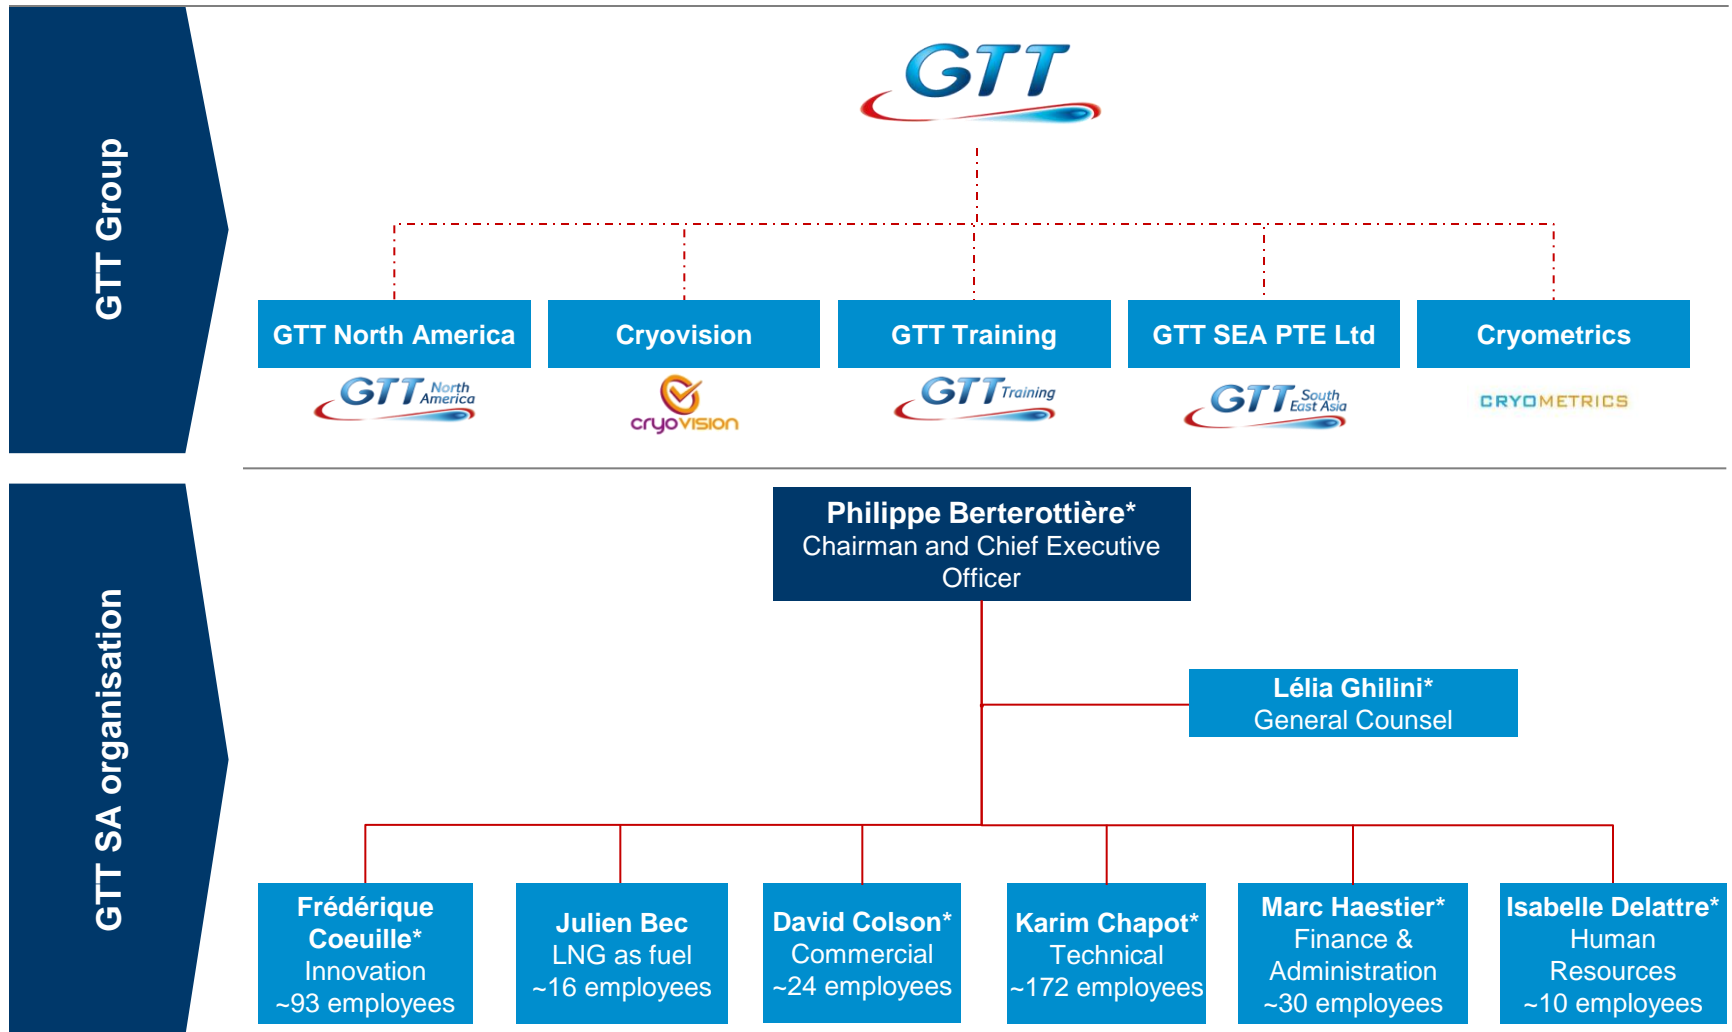 GTT Group
GTT
GTT North America
Cryovision
GTT Training
GTT SEA PTE Ltd
Cryometrics
GTT North
America
cryovision
GTT Training
GTT South
East Asia
CRYOMETRICS
GTT SA organisation
Philippe Berterottière*
Chairman and Chief Executive
Officer
Lélia Ghilini*
General Counsel
Frédérique
Coeuille*
Innovation
~93 employees
Julien Bec
LNG as fuel
~16 employees
David Colson*
Commercial
~24 employees
Karim Chapot*
Technical
~172 employees
Marc Haestier*
Finance &
Administration
~30 employees
Isabelle Delattre*
Human
Resources
~10 employees